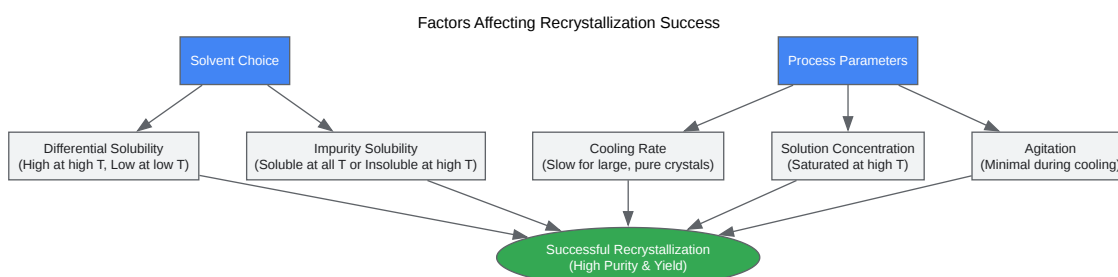 Factors Affecting Recrystallization Success
Solvent Choice
Process Parameters
Differential Solubility
(High at high T, Low at low T)
Impurity Solubility
(Soluble at all T or Insoluble at high T)
Cooling Rate
(Slow for large, pure crystals)
Solution Concentration
(Saturated at high T)
Agitation
(Minimal during cooling)
Successful Recrystallization
(High Purity & Yield)